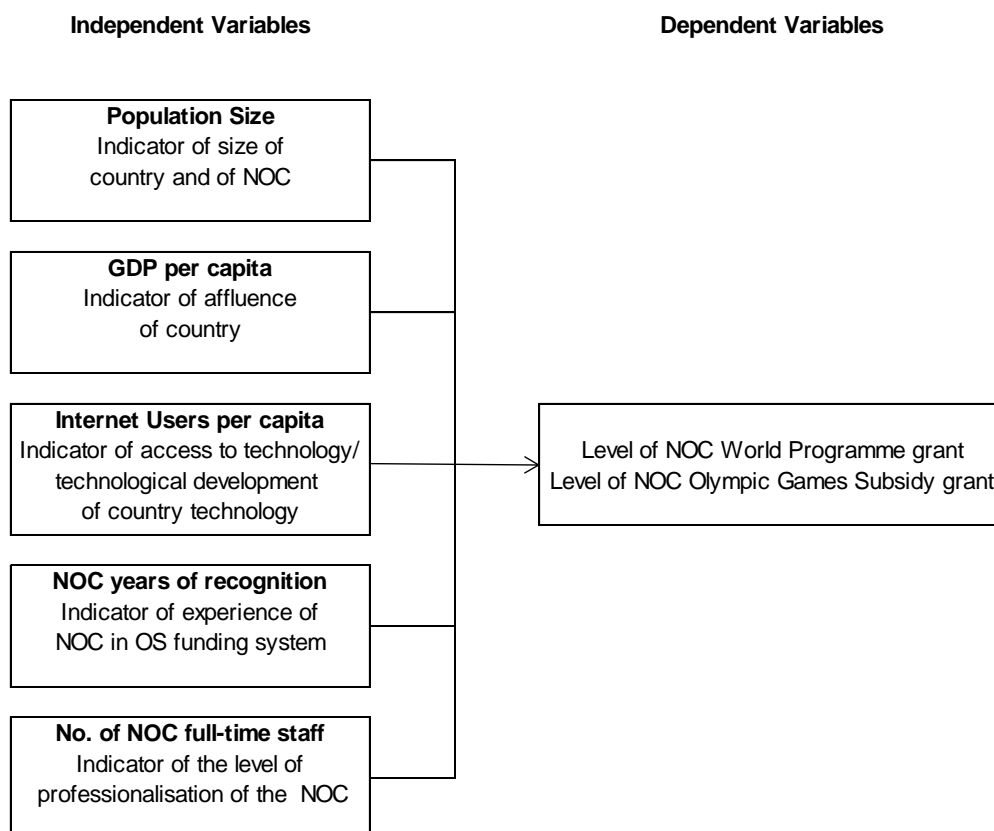 Independent Variables
Dependent Variables
Population Size
Indicator of size of
country and of NOC
GDP per capita
Indicator of affluence
of country
Internet Users per capita
Indicator of access to technology/
technological development
of country technology
NOC years of recognition
Indicator of experience of
NOC in OS funding system
No. of NOC full-time staff
Indicator of the level of
professionalisation of the NOC
Level of NOC World Programme grant
Level of NOC Olympic Games Subsidy grant